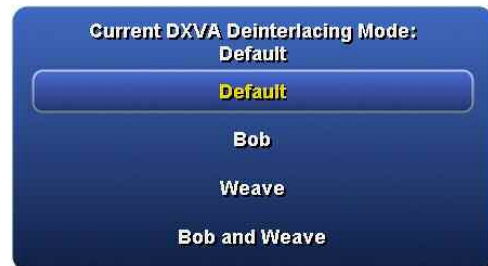 Current DXVA Deinterlacing Mode:
Default
Default
Bob
Weave
Bob and Weave